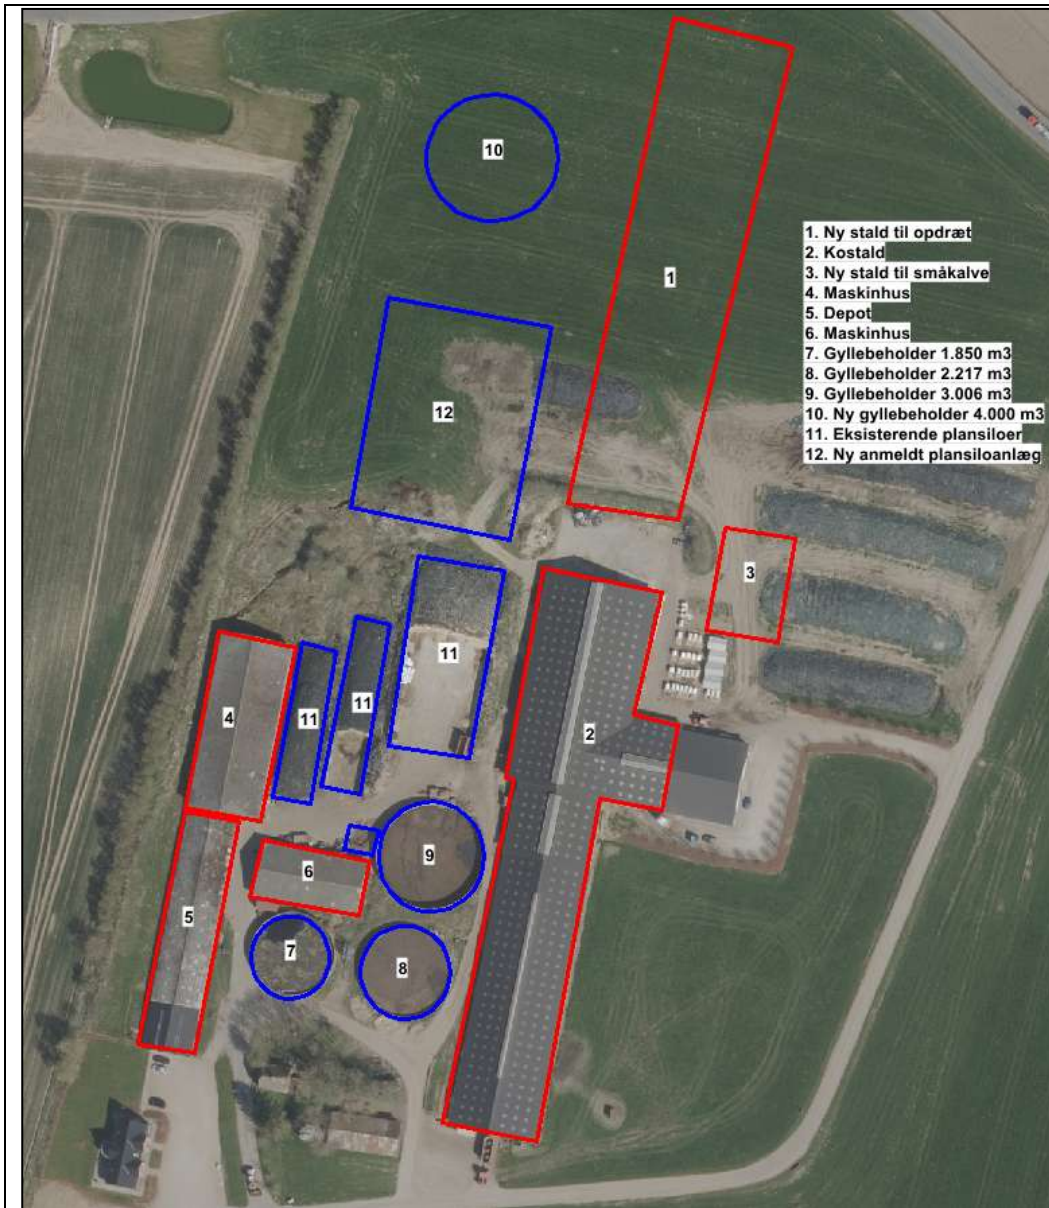 10
1
1. Ny stald til opdræt
2. Kostald
3. Ny stald til småkalve
4. Maskinhus
5. Depot
6. Maskinhus
7. Gyllebeholder 1.850 m3
8. Gyllebeholder 2.217 m3
9. Gyllebeholder 3.006 m3
10. Ny gyllebeholder 4.000 m3
11. Eksisterende plansiloer
12. Ny anmeldt plansiloanlæg
12
3
11
11
4
11
2
9
6
5
7
8